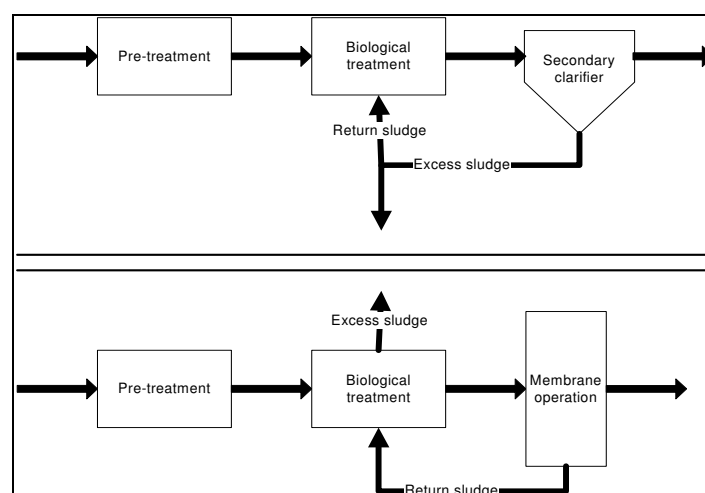 Pre-treatment
Biological
treatment
Secondary
clarifier
Return sludge
Excess sludge
Excess sludge
Pre-treatment
Biological
treatment
Membrane
operation
Return sludge